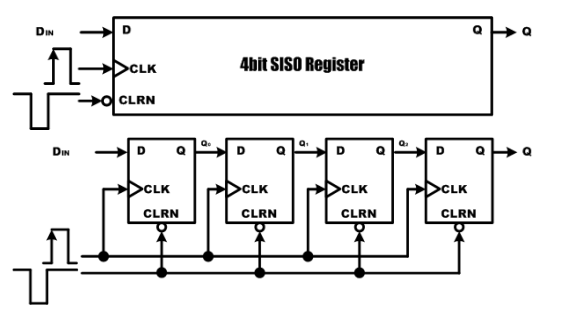 DIN D Q Q
CLK 4bit SISO Register
CLRN
DIN D Q Q0 D Q Q1 D Q Q2 D Q Q
CLK CLK CLK CLK
CLRN CLRN CLRN CLRN